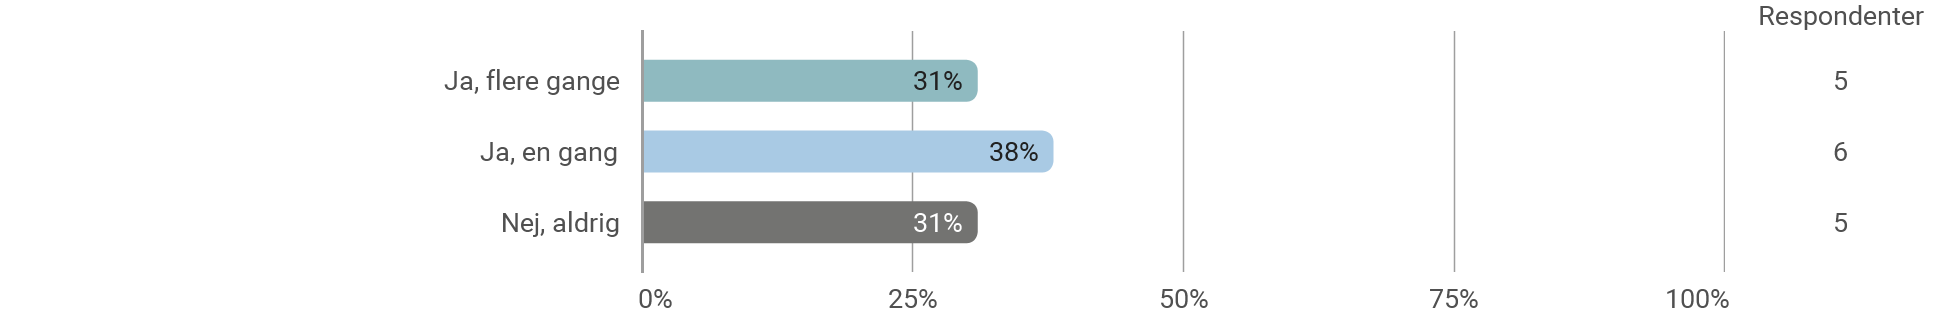 Respondenter
Ja, flere gange 31% 5
Ja, en gang 38% 6
Nej, aldrig 31% 5
0% 25% 50% 75% 100%